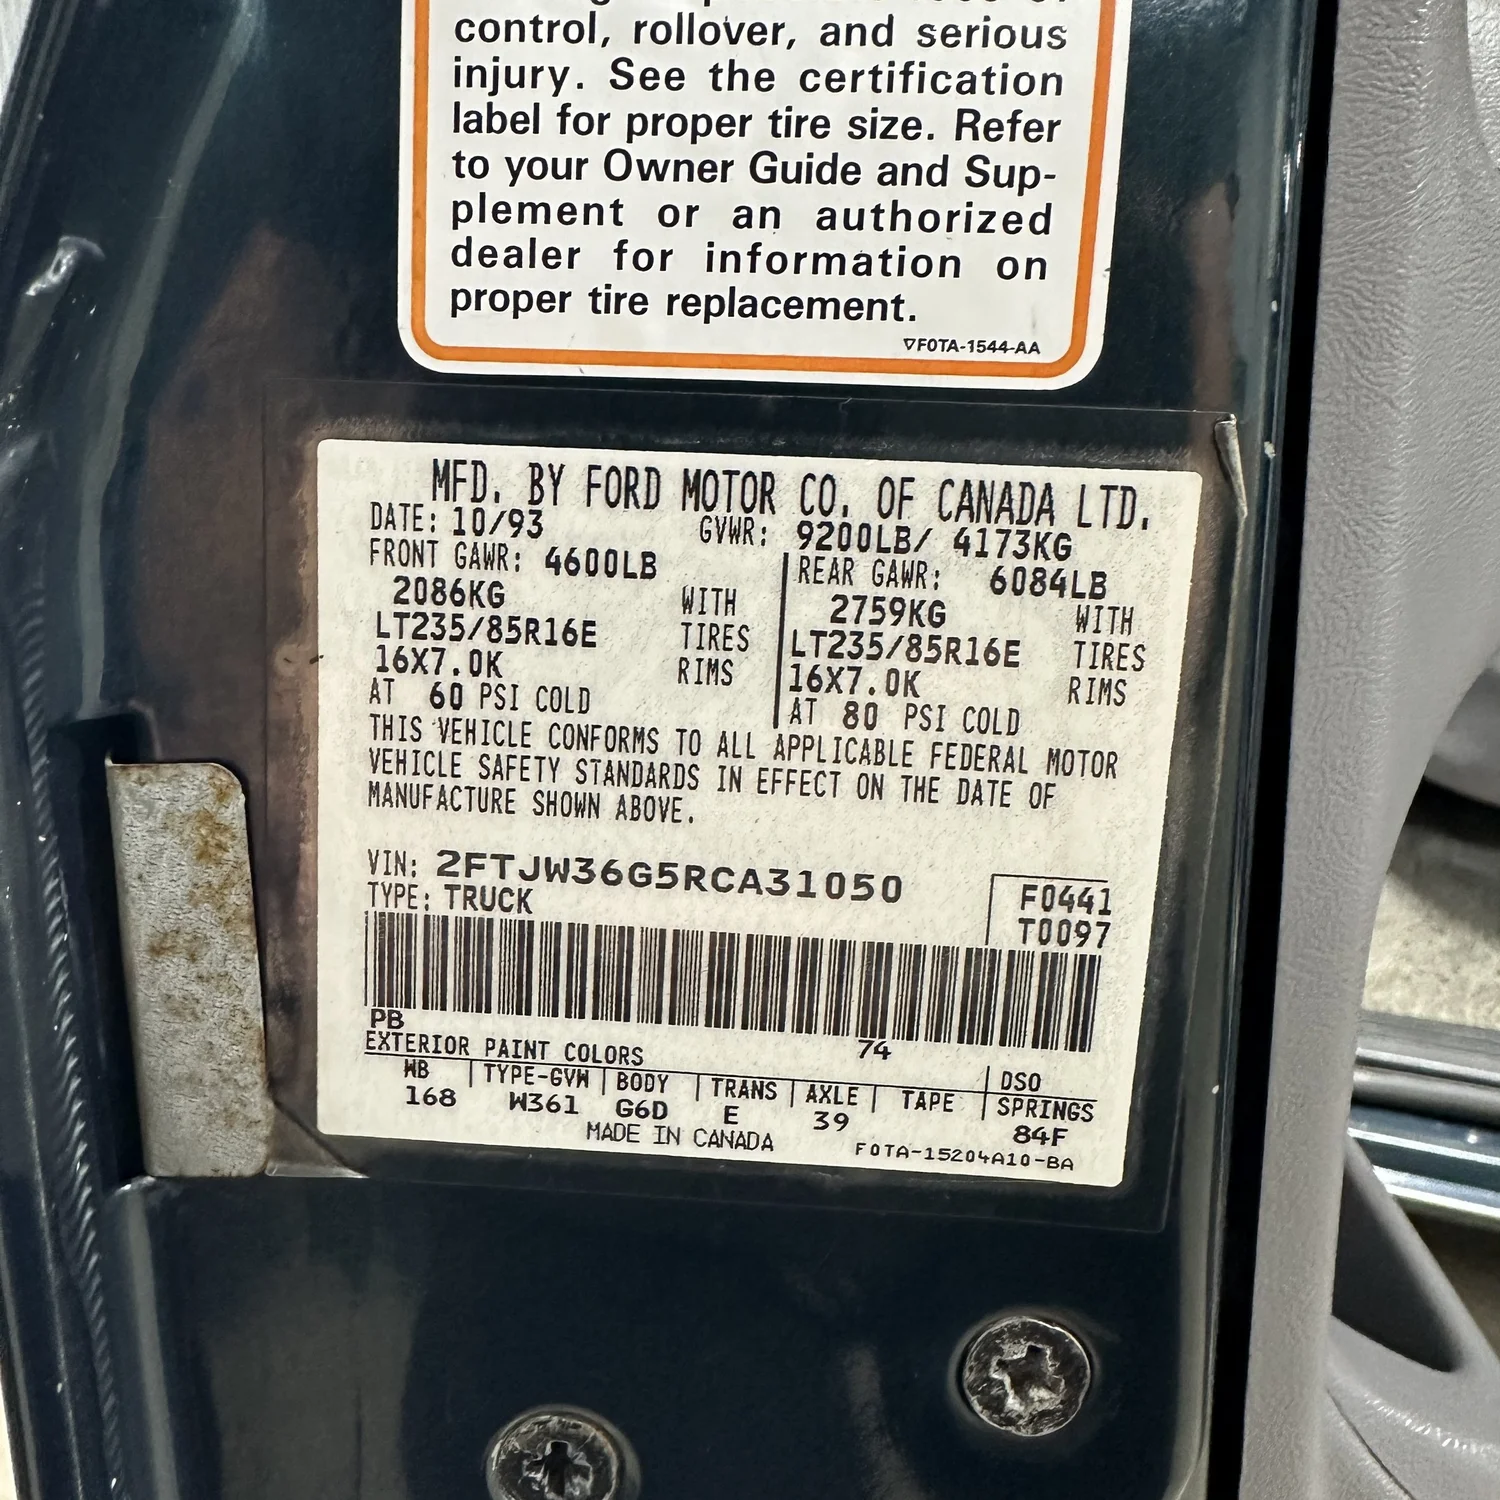 control, rollover, and serious
injury. See the certification
label for proper tire size. Refer
to your Owner Guide and Sup-
plement or an authorized
dealer for information on
proper tire replacement.
▽F0TA-1544-AA
MFD. BY FORD MOTOR CO. OF CANADA LTD.
DATE: 10/93 GVWR: 9200LB/ 4173KG
FRONT GAWR: 4600LB REAR GAWR: 6084LB
2086KG WITH 2759KG WITH
LT235/85R16E TIRES LT235/85R16E TIRES
16X7.0K RIMS 16X7.0K RIMS
AT 60 PSI COLD AT 80 PSI COLD
THIS VEHICLE CONFORMS TO ALL APPLICABLE FEDERAL MOTOR
VEHICLE SAFETY STANDARDS IN EFFECT ON THE DATE OF
MANUFACTURE SHOWN ABOVE.
VIN: 2FTJW36G5RCA31050 F0441
TYPE: TRUCK T0097
PB 74
EXTERIOR PAINT COLORS DSO
WB TYPE-GVW BODY TRANS AXLE TAPE SPRINGS
168 W361 G6D E 39 84F
MADE IN CANADA F0TA-15204A10-BA